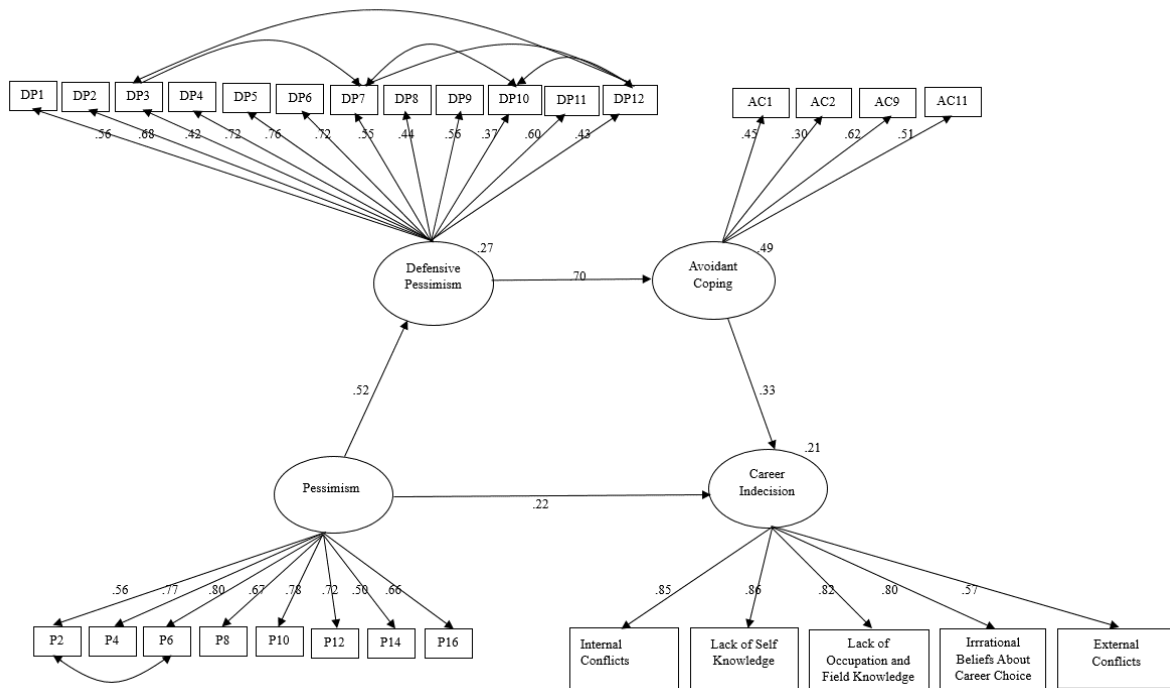 DP1 DP2 DP3 DP4 DP5 DP6 DP7 DP8 DP9 DP10 DP11 DP12
AC1 AC2 AC9 AC11
.56 .68 .42 .72 .76 .72 .55 .44 .56 .37 .60 .43
.45 .30 .62 .51
.27
.49
Defensive
Pessimism
.70
Avoidant
Coping
.52
.33
.21
Pessimism
.22
Career
Indecision
.56 .77 .80 .67 .78 .72 .50 .66
.85 .86 .82 .80 .57
P2 P4 P6 P8 P10 P12 P14 P16
Internal
Conflicts
Lack of Self
Knowledge
Lack of
Occupation and
Field Knowledge
Irrational
Beliefs About
Career Choice
External
Conflicts